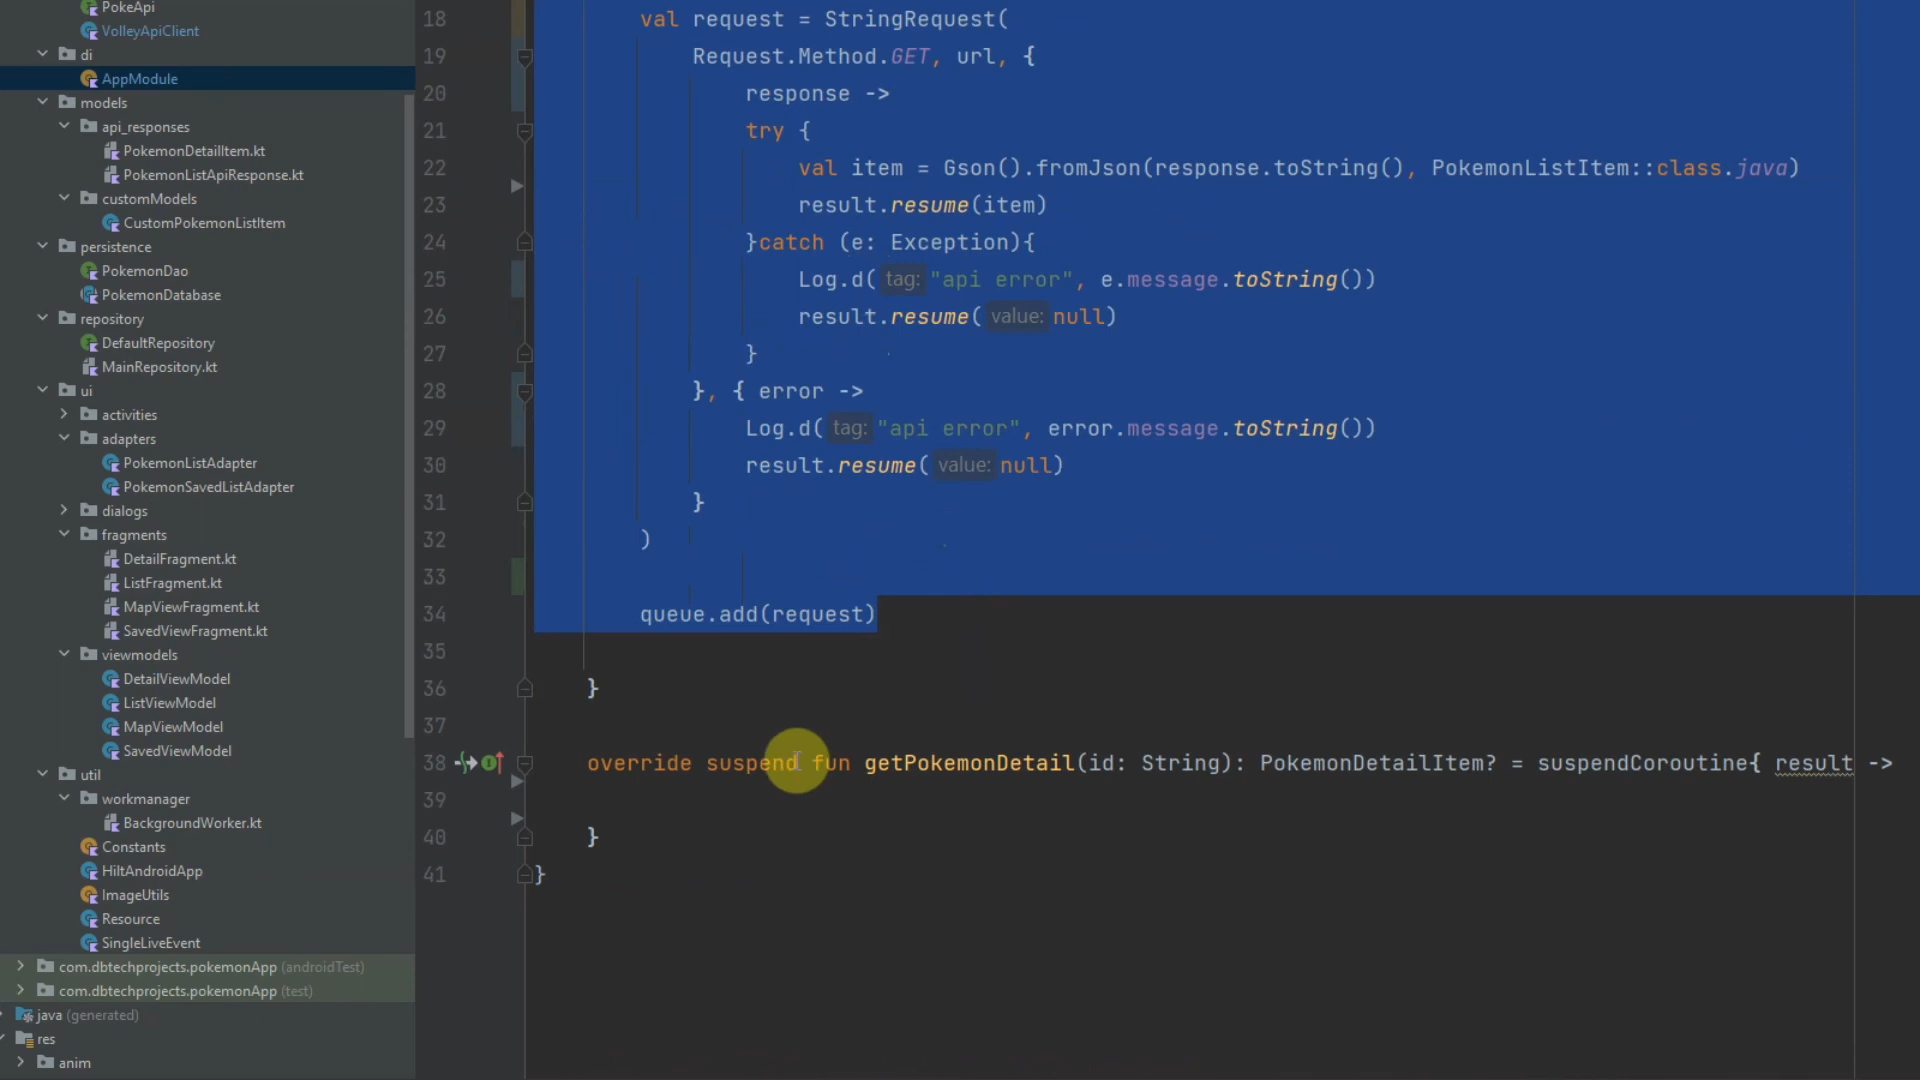 PokeApi
VolleyApiClient
di
AppModule
models
api_responses
PokemonDetailItem.kt
PokemonListApiResponse.kt
customModels
CustomPokemonListItem
persistence
PokemonDao
PokemonDatabase
repository
DefaultRepository
MainRepository.kt
ui
activities
adapters
PokemonListAdapter
PokemonSavedListAdapter
dialogs
fragments
DetailFragment.kt
ListFragment.kt
MapViewFragment.kt
SavedViewFragment.kt
viewmodels
DetailViewModel
ListViewModel
MapViewModel
SavedViewModel
util
workmanager
BackgroundWorker.kt
Constants
HiltAndroidApp
ImageUtils
Resource
SingleLiveEvent
com.dbtechprojects.pokemonApp (androidTest)
com.dbtechprojects.pokemonApp (test)
java (generated)
res
anim
18 val request = StringRequest(
19 Request.Method.GET, url, {
20 response ->
21 try {
22 val item = Gson().fromJson(response.toString(), PokemonListItem::class.java)
23 result.resume(item)
24 }catch (e: Exception){
25 Log.d( tag: "api error", e.message.toString())
26 result.resume( value: null)
27 }
28 }, { error ->
29 Log.d( tag: "api error", error.message.toString())
30 result.resume( value: null)
31 }
32 )
33
34 queue.add(request)
35
36 }
37
38 override suspend fun getPokemonDetail(id: String): PokemonDetailItem? = suspendCoroutine{ result ->
39
40 }
41 }